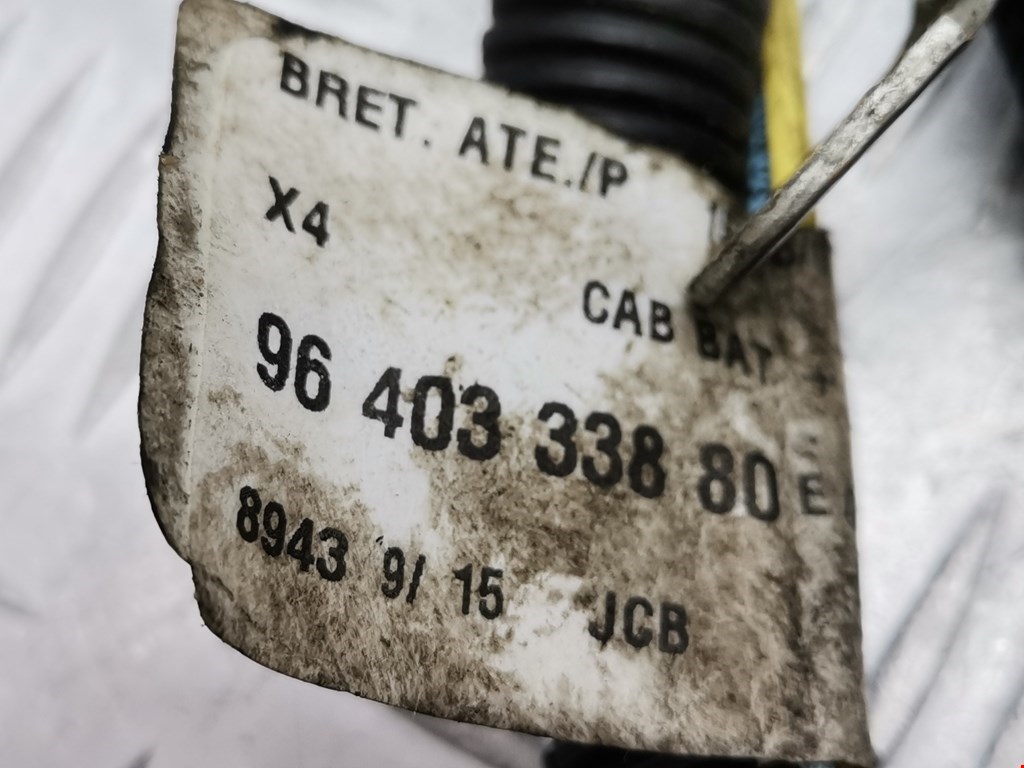 BRET. ATE./P
X4
CAB BAT +
96 403 338 80 E
8943 9/ 15 JCB